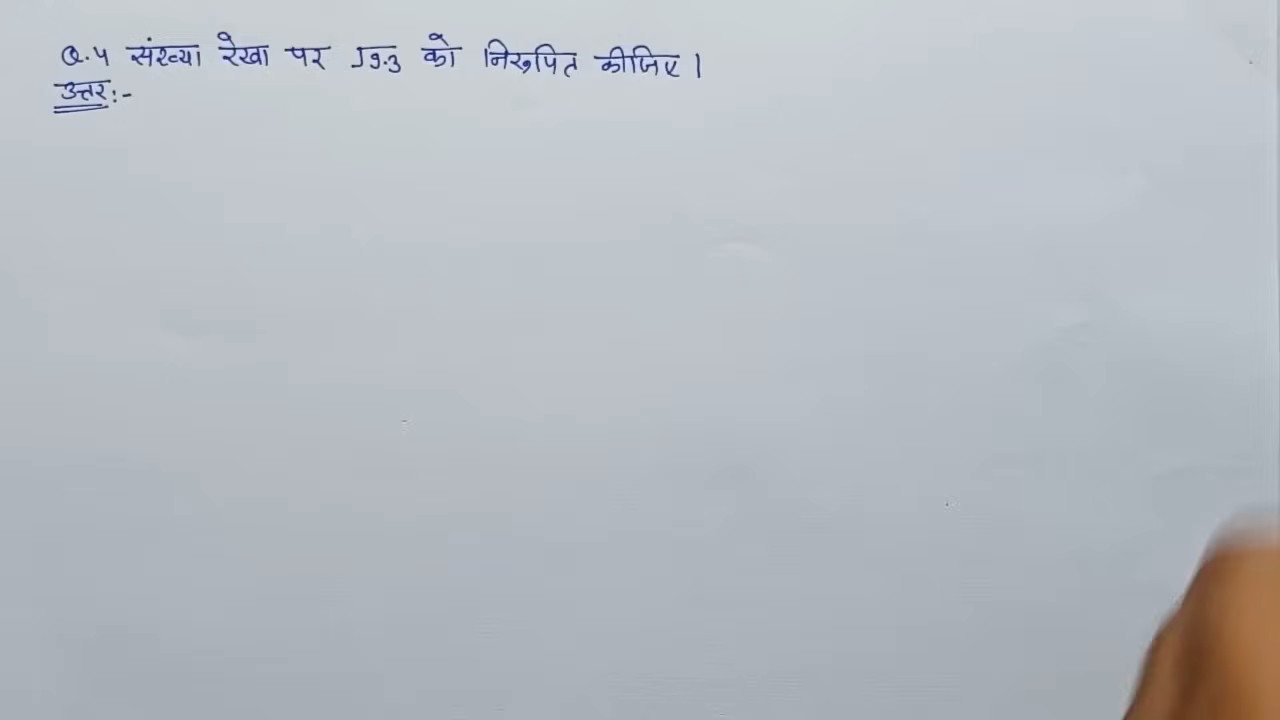 Q.4 संख्या रेखा पर √9.3 को निरूपित कीजिए।
उत्तर:-